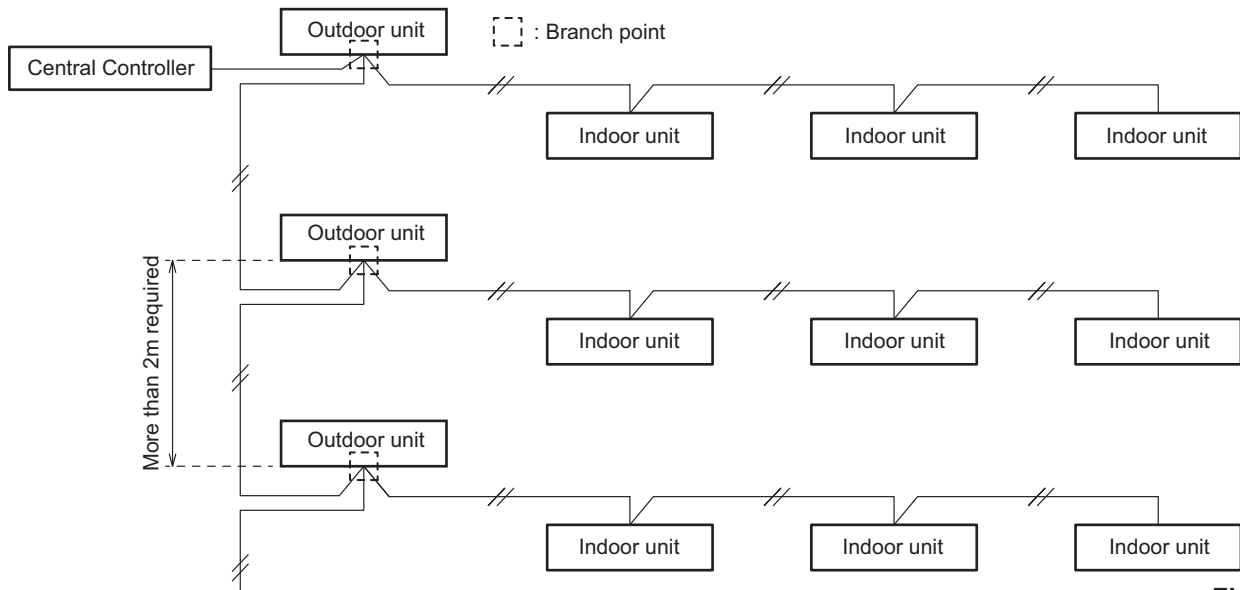 Outdoor unit
: Branch point
Central Controller
Indoor unit
Indoor unit
Indoor unit
Outdoor unit
More than 2m required
Indoor unit
Indoor unit
Indoor unit
Outdoor unit
Indoor unit
Indoor unit
Indoor unit